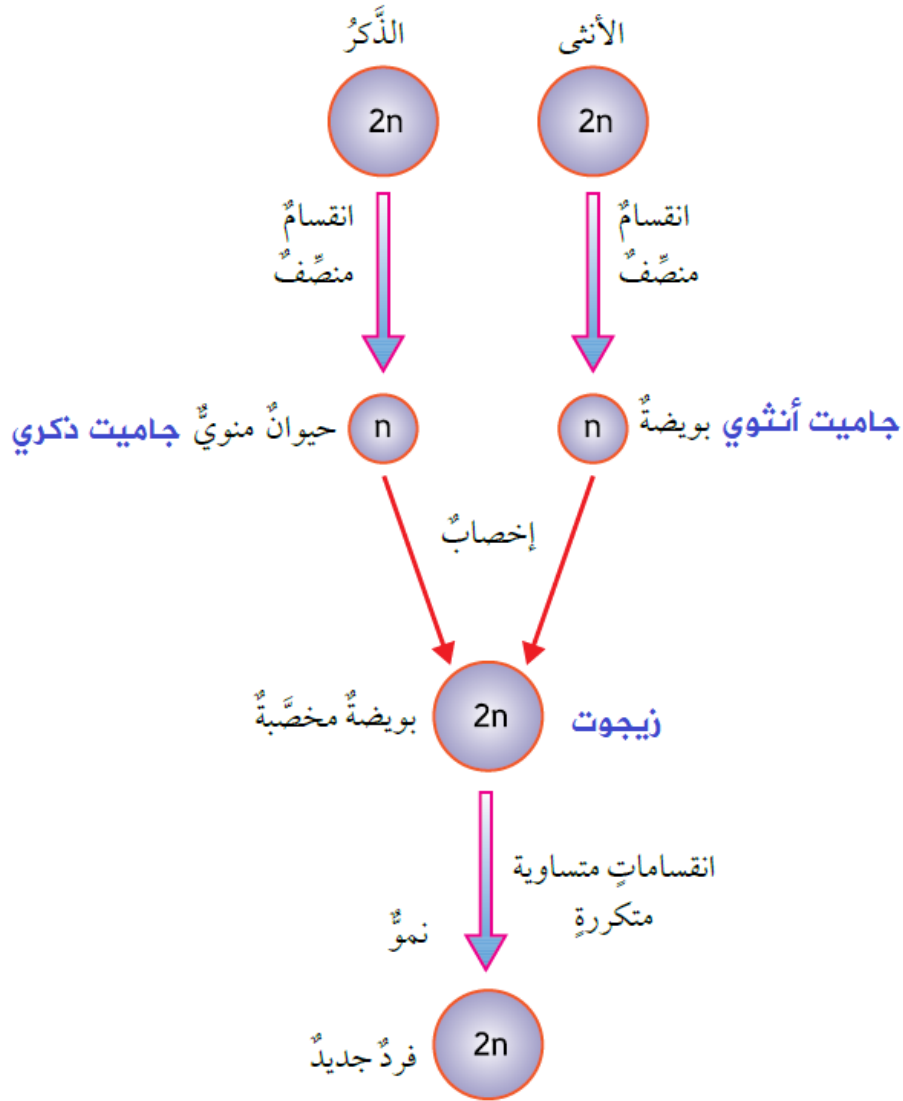 الأنثى
الذَّكرُ
2n
2n
انقسامٌ
منصِّفٌ
انقسامٌ
منصِّفٌ
جاميت أنثوي بويضةٌ n
n حيوانٌ منويٌّ جاميت ذكري
إخصابٌ
زيجوت 2n بويضةٌ مخصَّبةٌ
انقساماتٍ متساوية
متكررةٍ
نموٌّ
2n فردٌ جديدٌ